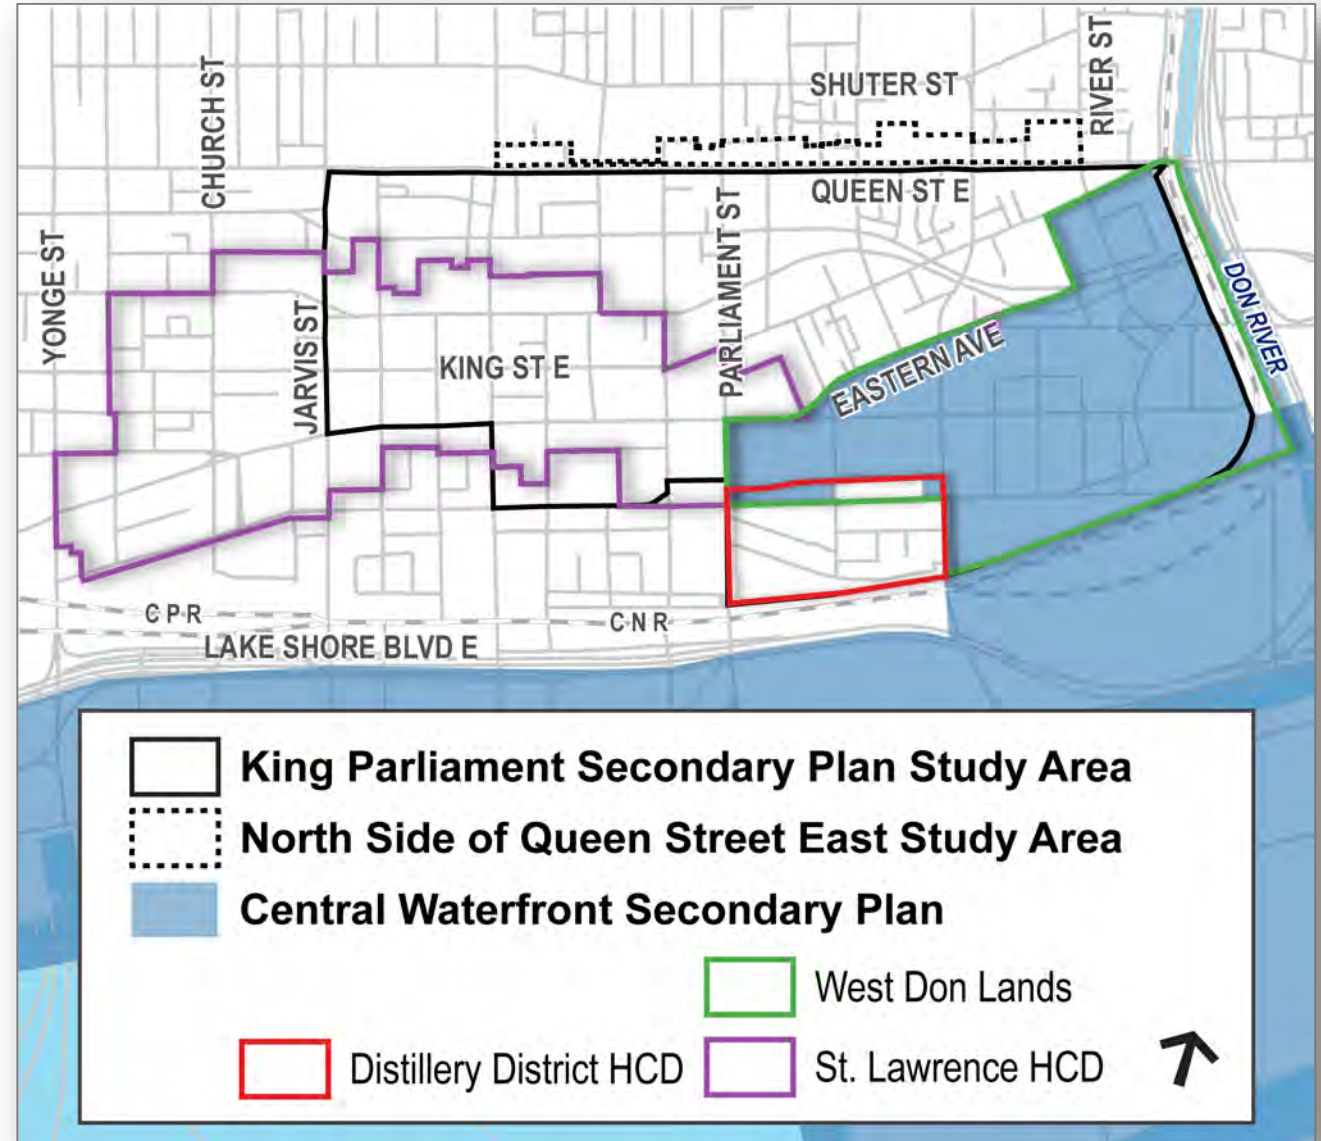 RIVER ST
CHURCH ST
SHUTER ST
QUEEN ST E
PARLIAMENT ST
YONGE ST
DON RIVER
JARVIS ST
KING ST E
EASTERN AVE
C P R
C N R
LAKE SHORE BLVD E
King Parliament Secondary Plan Study Area
North Side of Queen Street East Study Area
Central Waterfront Secondary Plan
West Don Lands
Distillery District HCD
St. Lawrence HCD